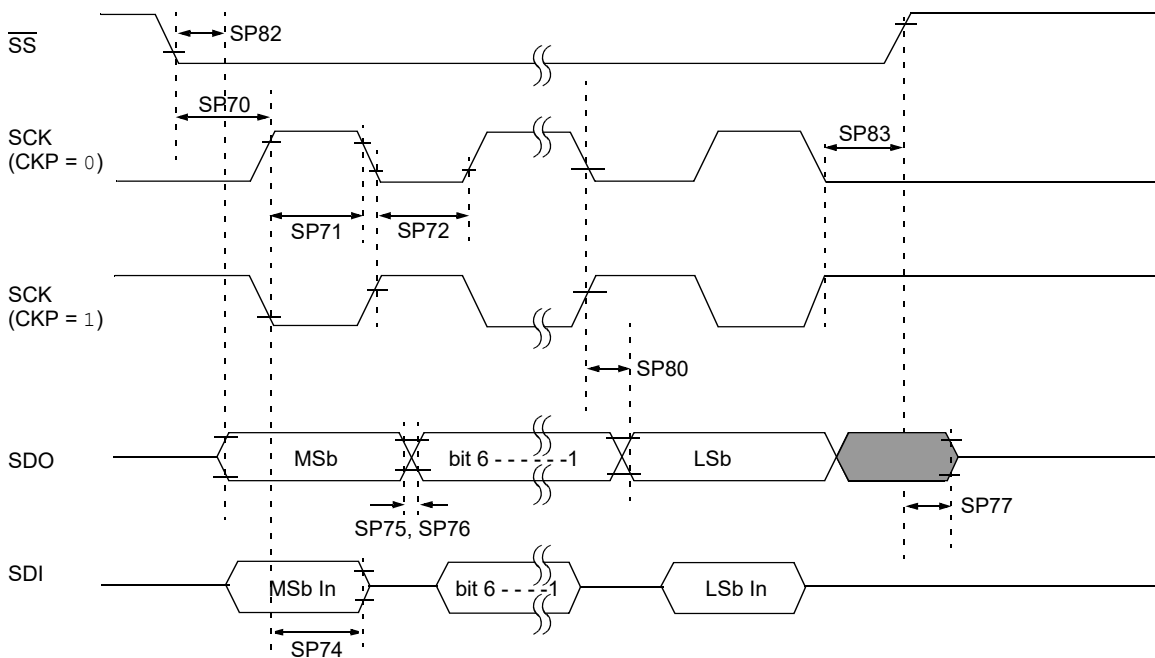 SS
SP82
SP70
SCK
(CKP = 0)
SP83
SP71
SP72
SCK
(CKP = 1)
SP80
SDO
MSb
bit 6 - - - - - -1
LSb
SP75, SP76
SP77
SDI
MSb In
bit 6 - - - -1
LSb In
SP74